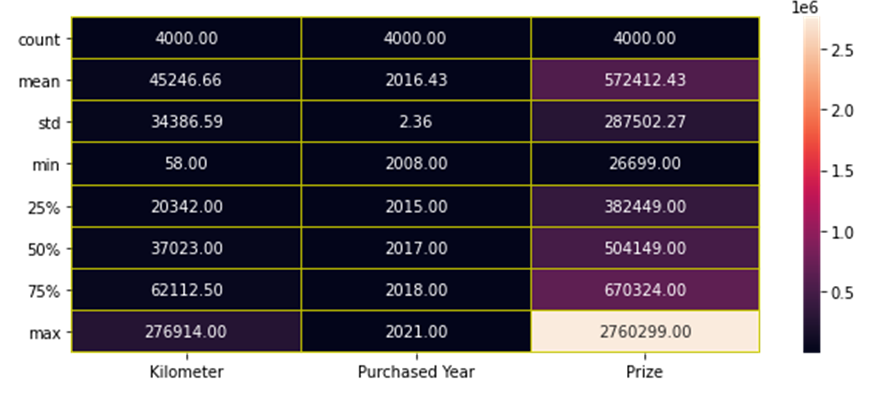 1e6
count 4000.00 4000.00 4000.00
2.5
mean 45246.66 2016.43 572412.43
2.0
std 34386.59 2.36 287502.27
min 58.00 2008.00 26699.00
1.5
25% 20342.00 2015.00 382449.00
1.0
50% 37023.00 2017.00 504149.00
75% 62112.50 2018.00 670324.00
0.5
max 276914.00 2021.00 2760299.00
Kilometer Purchased Year Prize